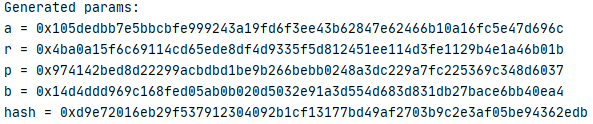 Generated params:
a = 0x105dedbb7e5bbcbfe999243a19fd6f3ee43b62847e62466b10a16fc5e47d696c
r = 0x4ba0a15f6c69114cd65ede8df4d9335f5d812451ee114d3fe1129b4e1a46b01b
p = 0x974142bed8d22299acbdbd1be9b266bebb0248a3dc229a7fc225369c348d6037
b = 0x14d4ddd969c168fed05ab0b020d5032e91a3d554d683d831db27bace6bb40ea4
hash = 0xd9e72016eb29f537912304092b1cf13177bd49af2703b9c2e3af05be94362edb